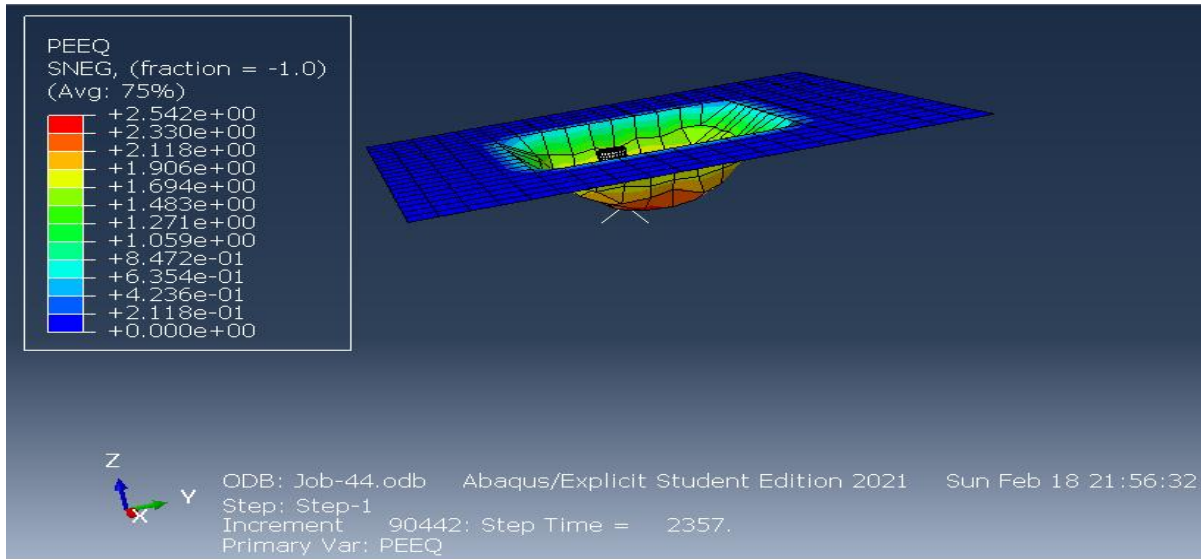 PEEQ
SNEG, (fraction = -1.0)
(Avg: 75%)
+2.542e+00
+2.330e+00
+2.118e+00
+1.906e+00
+1.694e+00
+1.483e+00
+1.271e+00
+1.059e+00
+8.472e-01
+6.354e-01
+4.236e-01
+2.118e-01
+0.000e+00
Z
Y
X
ODB: Job-44.odb Abaqus/Explicit Student Edition 2021 Sun Feb 18 21:56:32
Step: Step-1
Increment 90442: Step Time = 2357.
Primary Var: PEEQ